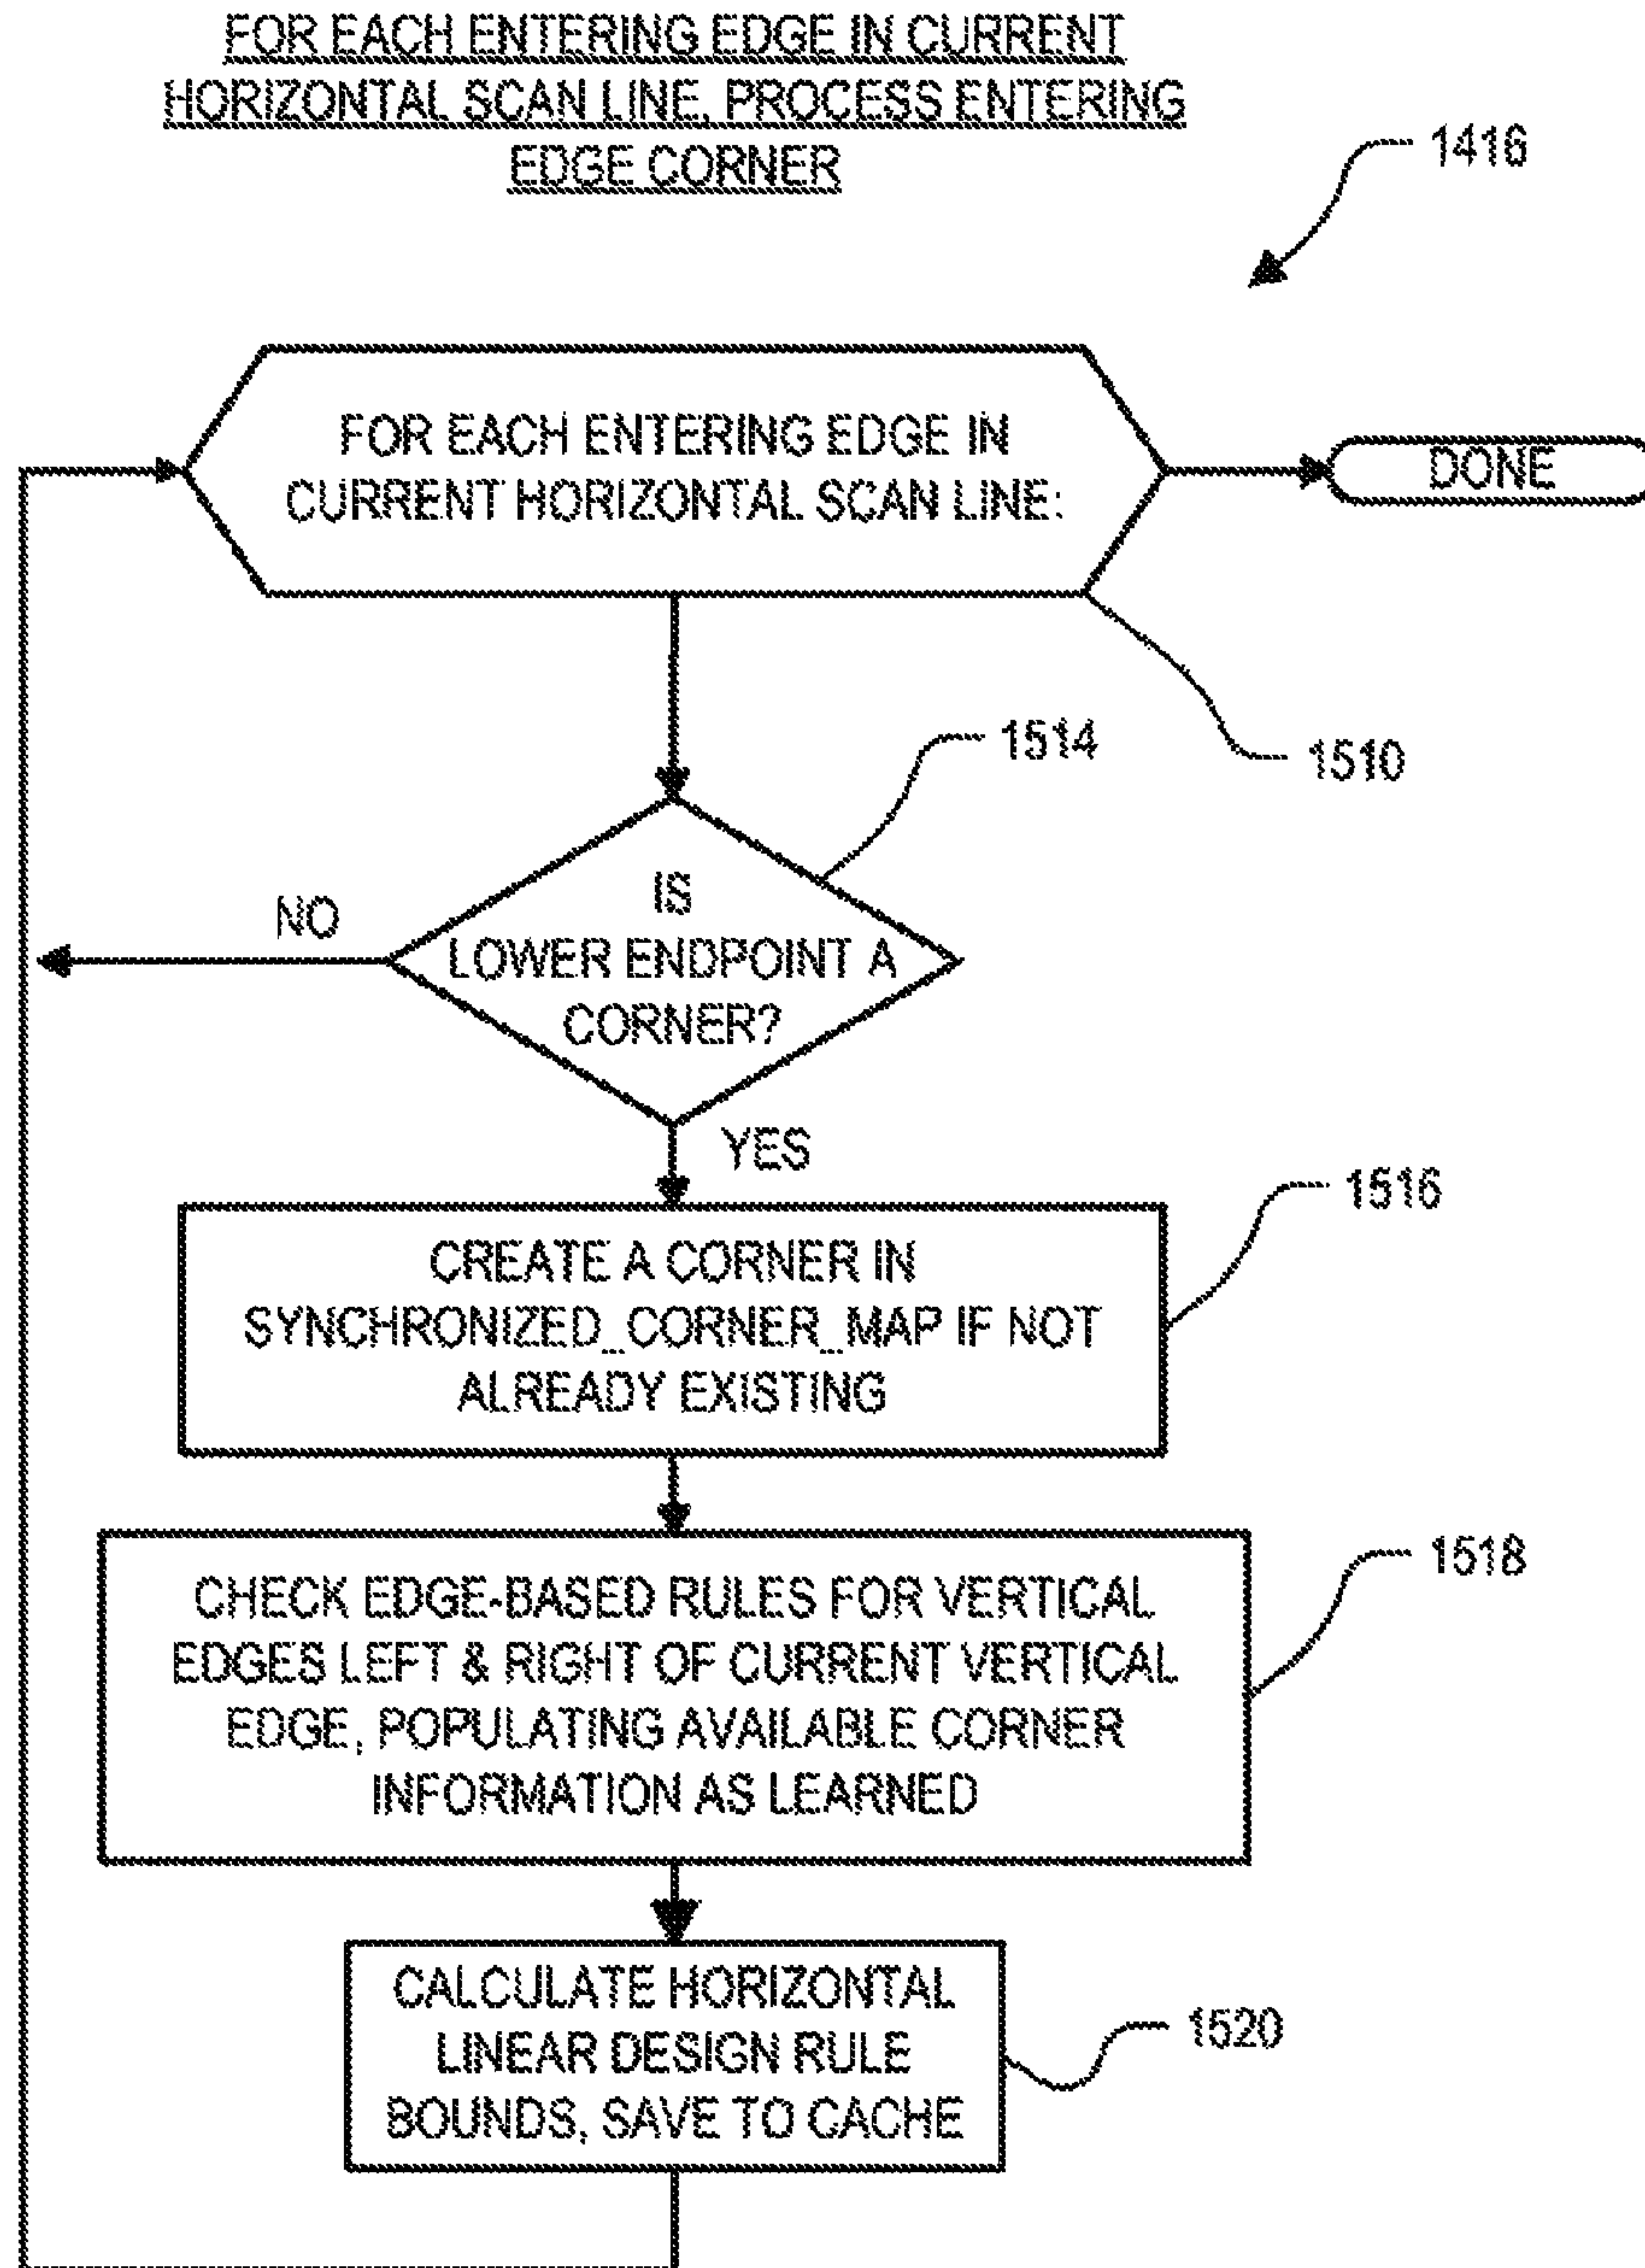 FOR EACH ENTERING EDGE IN CURRENT
HORIZONTAL SCAN LINE, PROCESS ENTERING
EDGE CORNER
1416
FOR EACH ENTERING EDGE IN
CURRENT HORIZONTAL SCAN LINE:
DONE
1510
1514
IS
LOWER ENDPOINT A
CORNER?
NO
YES
1516
CREATE A CORNER IN
SYNCHRONIZED_CORNER_MAP IF NOT
ALREADY EXISTING
1518
CHECK EDGE-BASED RULES FOR VERTICAL
EDGES LEFT & RIGHT OF CURRENT VERTICAL
EDGE, POPULATING AVAILABLE CORNER
INFORMATION AS LEARNED
CALCULATE HORIZONTAL
LINEAR DESIGN RULE
BOUNDS, SAVE TO CACHE
1520